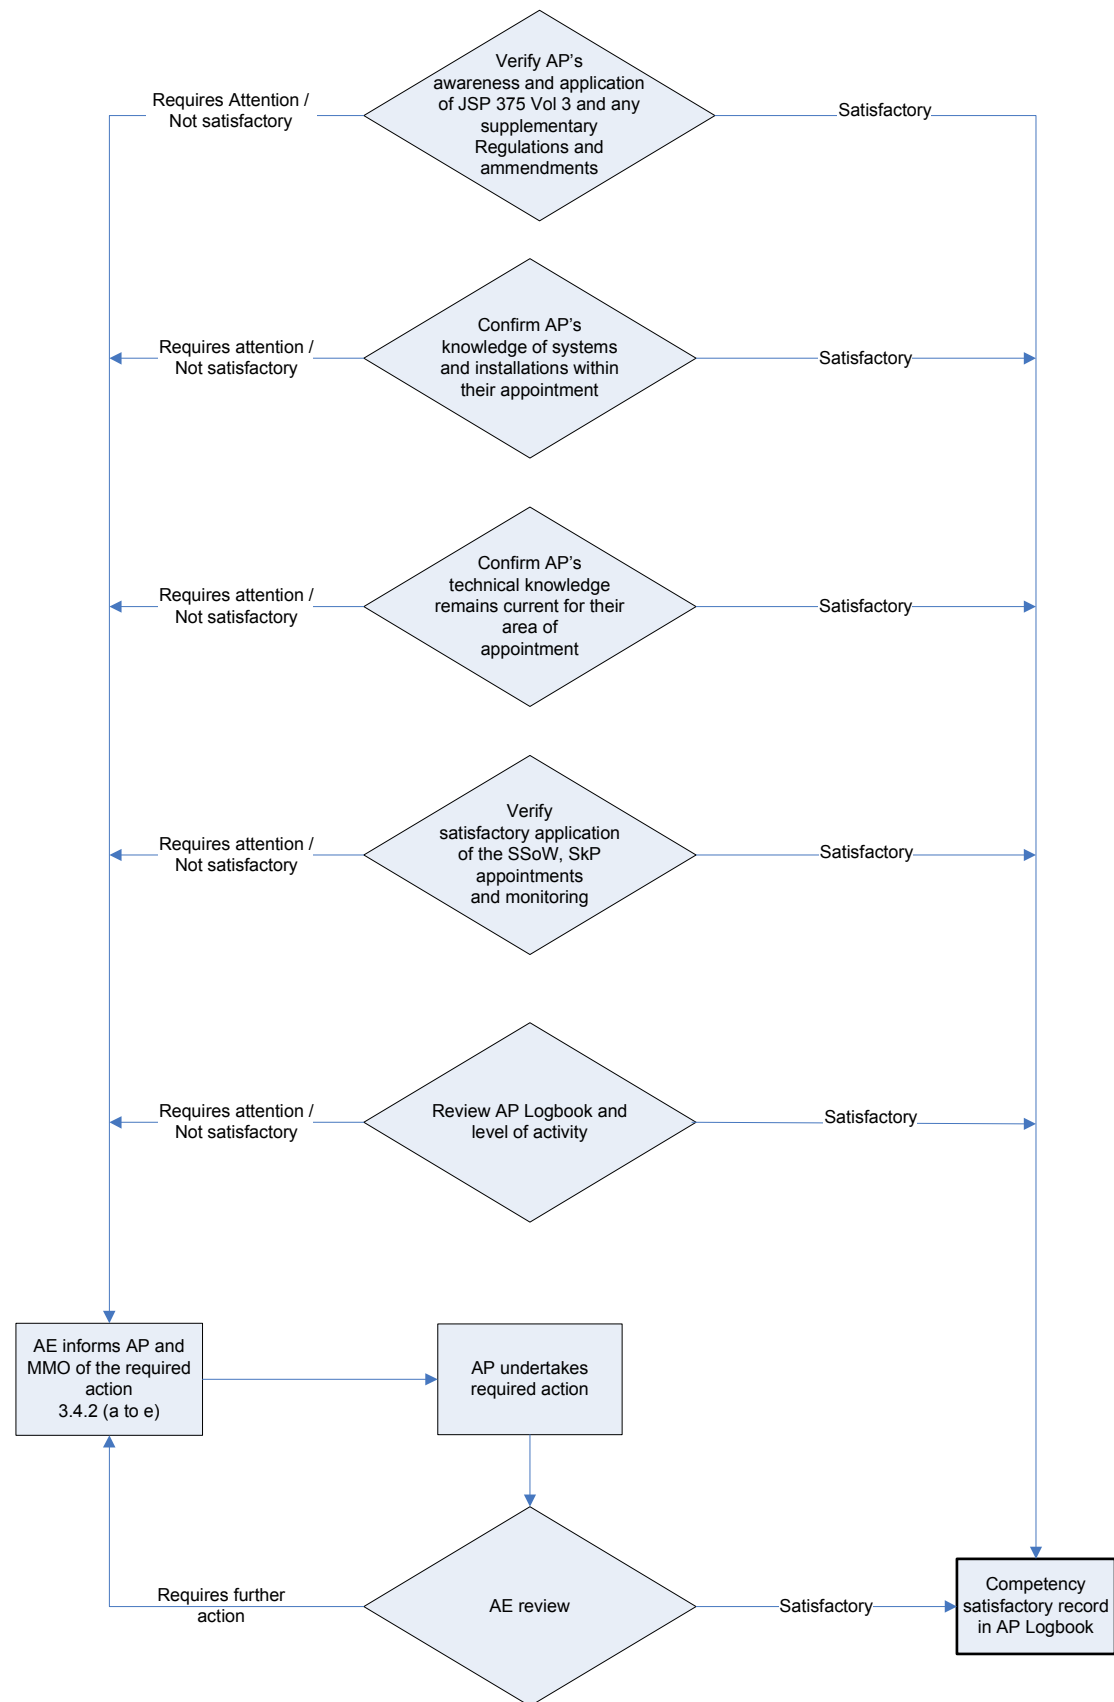 Verify AP's
awareness and application
of JSP 375 Vol 3 and any
supplementary
Regulations and
ammendments
Requires Attention /
Not satisfactory
Satisfactory
Confirm AP's
knowledge of systems
and installations within
their appointment
Requires attention /
Not satisfactory
Satisfactory
Confirm AP's
technical knowledge
remains current for their
area of
appointment
Requires attention /
Not satisfactory
Satisfactory
Verify
satisfactory application
of the SSoW, SkP
appointments
and monitoring
Requires attention /
Not satisfactory
Satisfactory
Review AP Logbook and
level of activity
Requires attention /
Not satisfactory
Satisfactory
AE informs AP and
MMO of the required
action
3.4.2 (a to e)
AP undertakes
required action
Requires further
action
AE review
Satisfactory
Competency
satisfactory record
in AP Logbook